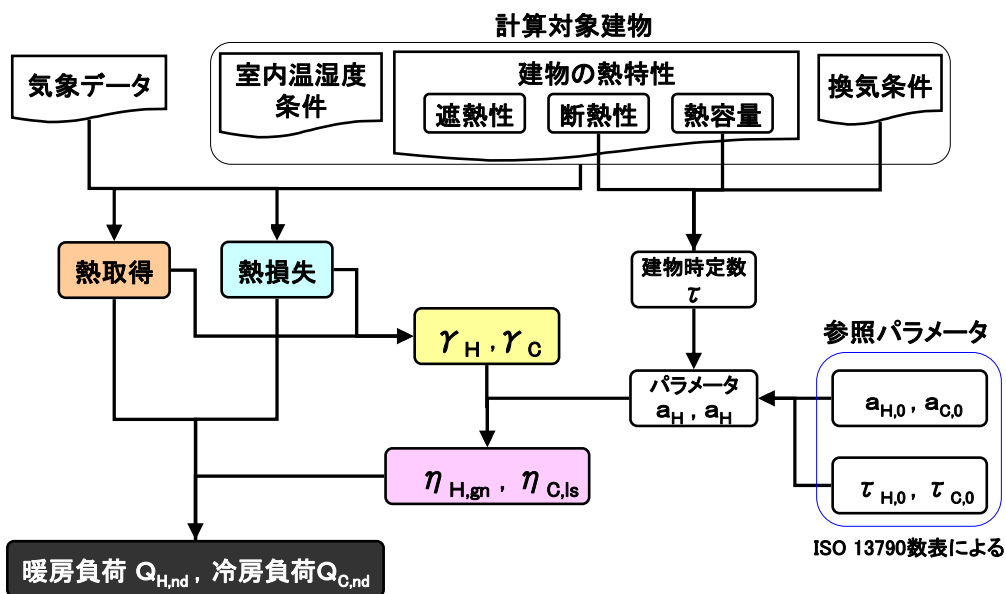 計算対象建物
気象データ
室内温湿度
条件
建物の熱特性
遮熱性
断熱性
熱容量
換気条件
熱取得
熱損失
建物時定数
τ
γH , γC
参照パラメータ
パラメータ
aH , aH
aH,0 , aC,0
ηH,gn , ηC,ls
τH,0 , τC,0
ISO 13790数表による
暖房負荷 QH,nd , 冷房負荷QC,nd